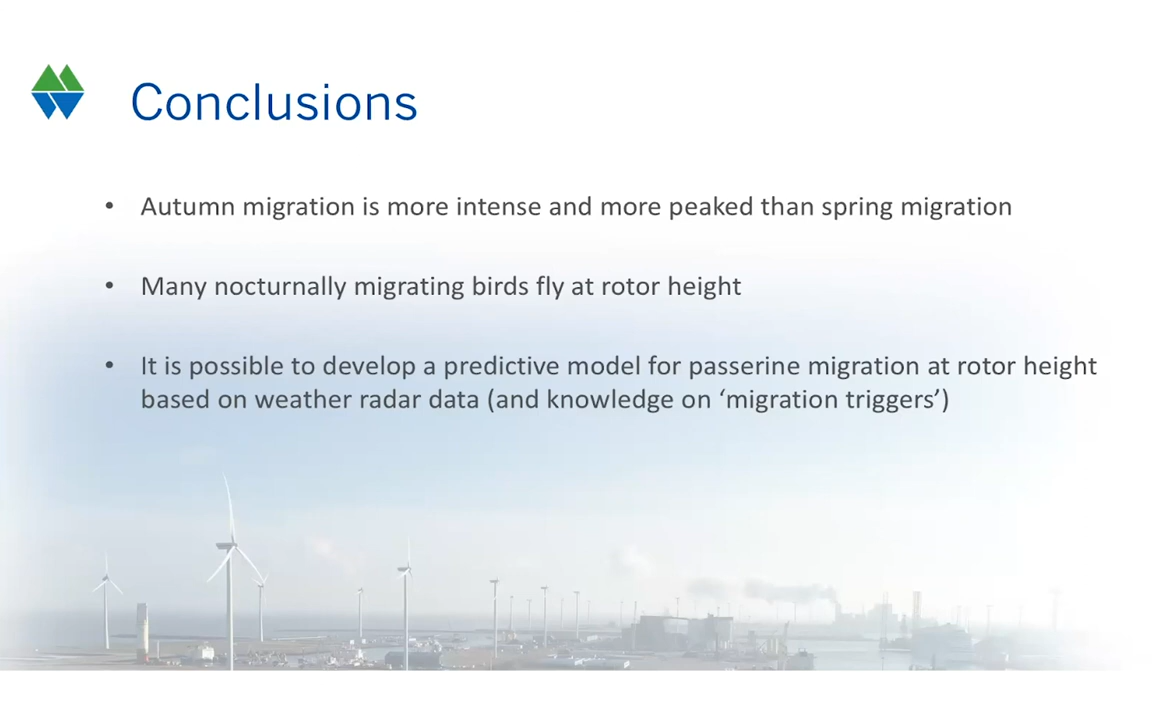 Conclusions
• Autumn migration is more intense and more peaked than spring migration
• Many nocturnally migrating birds fly at rotor height
• It is possible to develop a predictive model for passerine migration at rotor height
based on weather radar data (and knowledge on ‘migration triggers’)